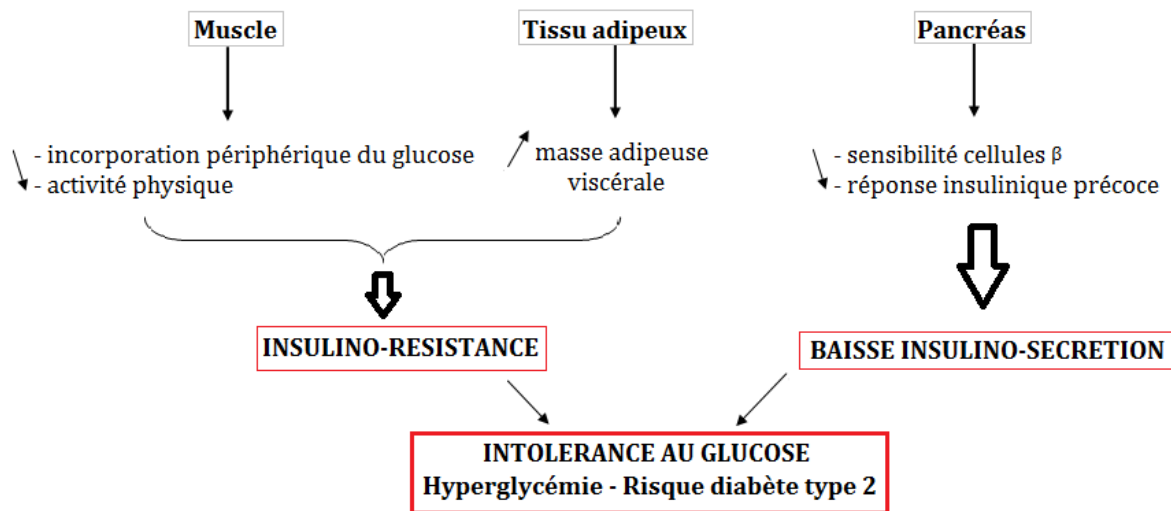 Muscle
Tissu adipeux
Pancréas
- incorporation périphérique du glucose
- activité physique
masse adipeuse
viscérale
- sensibilité cellules β
- réponse insulinique précoce
INSULINO-RESISTANCE
BAISSE INSULINO-SECRETION
INTOLERANCE AU GLUCOSE
Hyperglycémie - Risque diabète type 2